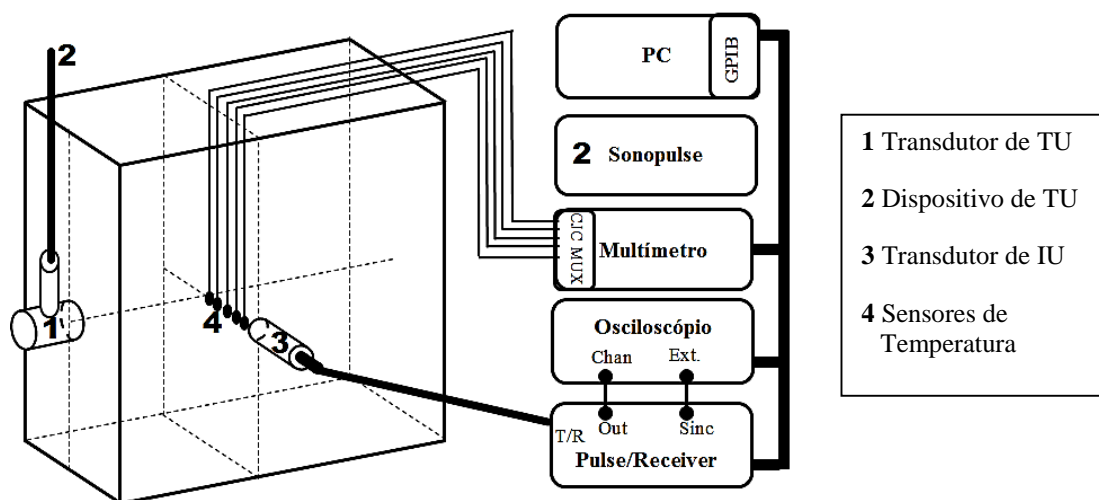 2
1
4
3
PC
GPIB
2 Sonopulse
CJC MUX
Multímetro
Osciloscópio
Chan
Ext.
T/R
Out
Sinc
Pulse/Receiver
1 Transdutor de TU
2 Dispositivo de TU
3 Transdutor de IU
4 Sensores de
Temperatura